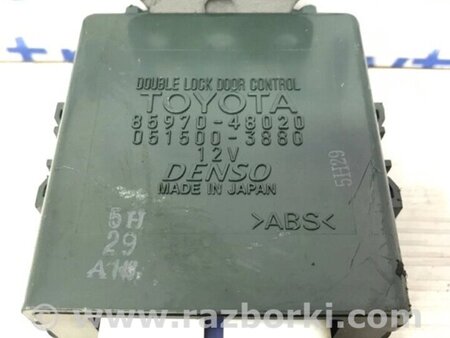 DOUBLE LOCK DOOR CONTROL
TOYOTA
85970-48020
051500-3880
12V
DENSO
MADE IN JAPAN
5H29
>ABS<
5H
29
www.razborki.com